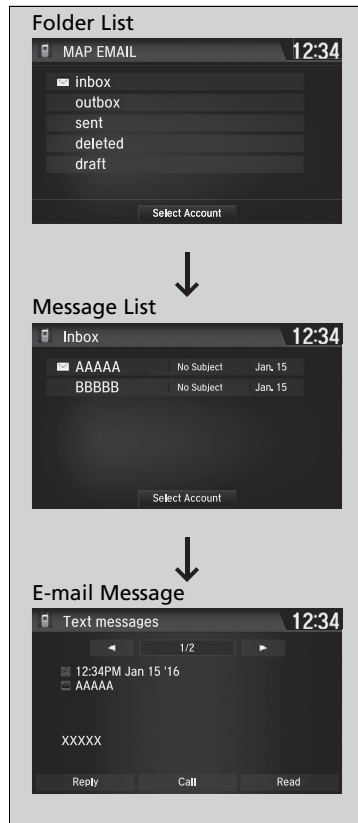 Folder List
MAP EMAIL 12:34
inbox
outbox
sent
deleted
draft
Select Account
Message List
Inbox 12:34
AAAAA No Subject Jan. 15
BBBBB No Subject Jan. 15
Select Account
E-mail Message
Text messages 12:34
1/2
12:34PM Jan 15 '16
AAAAA
XXXXX
Reply Call Read